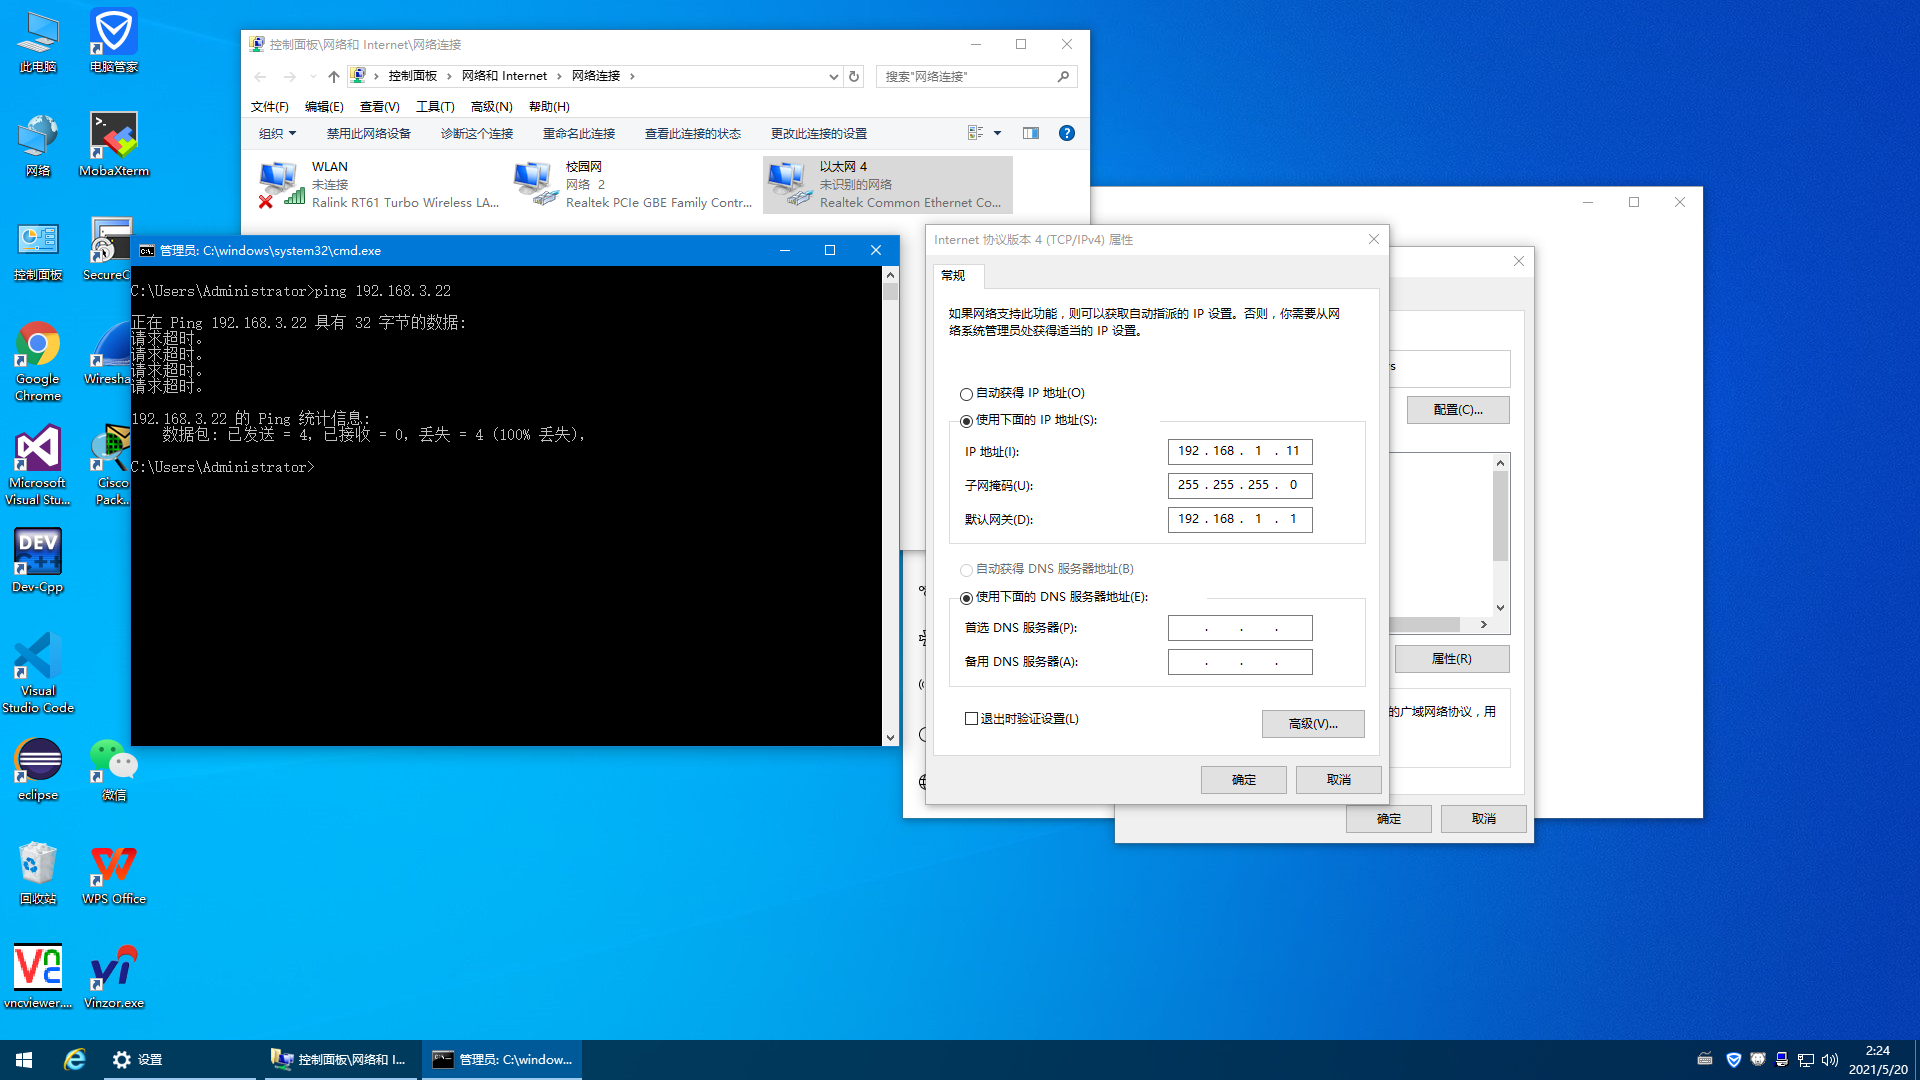 此电脑
电脑管家
网络
MobaXterm
控制面板
SecureC
Google
Chrome
Wiresha
Microsoft
Visual Stu...
Cisco
Pack..
DEV
C++
Dev-Cpp
Visual
Studio Code
eclipse
微信
回收站
WPS Office
vncviewer....
Vinzor.exe
控制面板\网络和 Internet\网络连接
控制面板 › 网络和 Internet › 网络连接 ›
搜索"网络连接"
文件(F) 编辑(E) 查看(V) 工具(T) 高级(N) 帮助(H)
组织 禁用此网络设备 诊断这个连接 重命名此连接 查看此连接的状态 更改此连接的设置
WLAN
未连接
Ralink RT61 Turbo Wireless LA...
校园网
网络 2
Realtek PCIe GBE Family Contr...
以太网 4
未识别的网络
Realtek Common Ethernet Co...
管理员: C:\windows\system32\cmd.exe
C:\Users\Administrator>ping 192.168.3.22
正在 Ping 192.168.3.22 具有 32 字节的数据:
请求超时。
请求超时。
请求超时。
请求超时。
192.168.3.22 的 Ping 统计信息:
数据包: 已发送 = 4, 已接收 = 0, 丢失 = 4 (100% 丢失),
C:\Users\Administrator>
Internet 协议版本 4 (TCP/IPv4) 属性
常规
如果网络支持此功能，则可以获取自动指派的 IP 设置。否则，你需要从网
络系统管理员处获得适当的 IP 设置。
自动获得 IP 地址(O)
使用下面的 IP 地址(S):
IP 地址(I): 192 . 168 . 1 . 11
子网掩码(U): 255 . 255 . 255 . 0
默认网关(D): 192 . 168 . 1 . 1
自动获得 DNS 服务器地址(B)
使用下面的 DNS 服务器地址(E):
首选 DNS 服务器(P): . . .
备用 DNS 服务器(A): . . .
退出时验证设置(L)
高级(V)...
确定 取消
s
配置(C)...
属性(R)
的广域网络协议，用
确定 取消
设置
控制面板\网络和 I...
管理员: C:\window...
2:24
2021/5/20